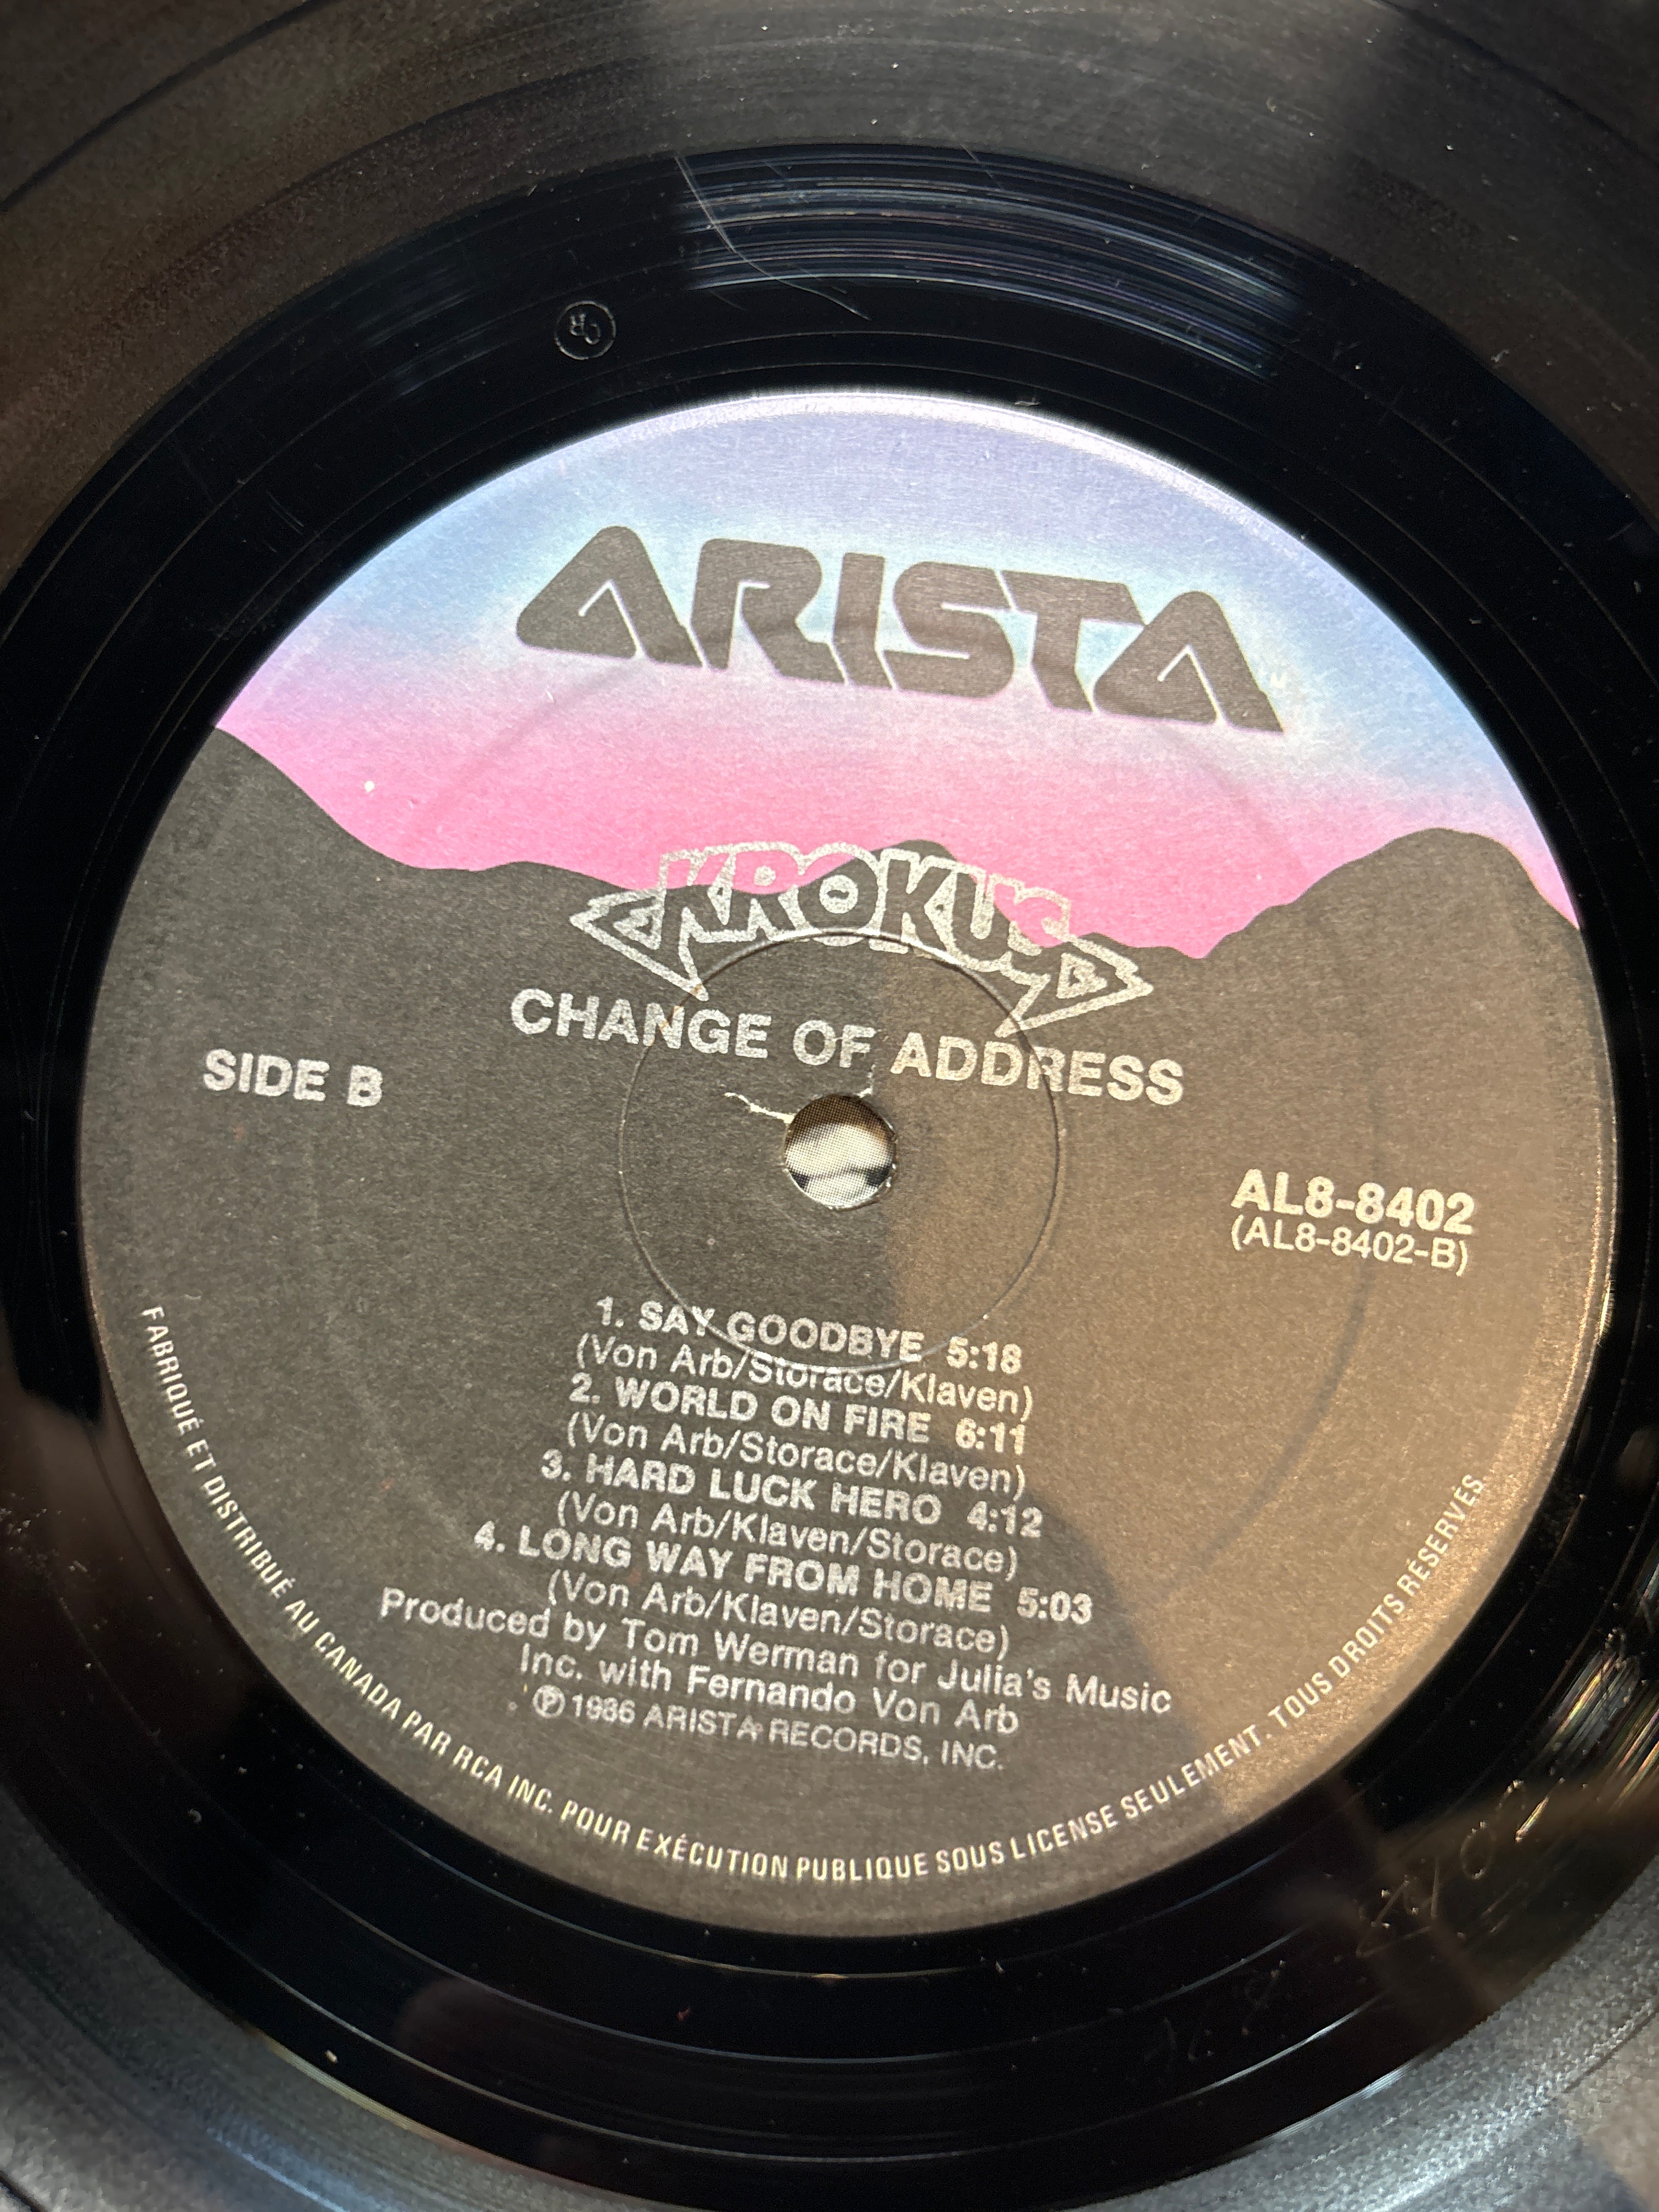 ARISTA
KROKUS
CHANGE OF ADDRESS
SIDE B
AL8-8402
(AL8-8402-B)
1. SAY GOODBYE 5:18
(Von Arb/Storace/Klaven)
2. WORLD ON FIRE 6:11
(Von Arb/Storace/Klaven)
3. HARD LUCK HERO 4:12
(Von Arb/Klaven/Storace)
4. LONG WAY FROM HOME 5:03
(Von Arb/Klaven/Storace)
Produced by Tom Werman for Julia's Music
Inc. with Fernando Von Arb
Ⓟ 1986 ARISTA RECORDS, INC.
FABRIQUÉ ET DISTRIBUÉ AU CANADA PAR RCA INC. POUR EXÉCUTION PUBLIQUE SOUS LICENSE SEULEMENT. TOUS DROITS RÉSERVÉS